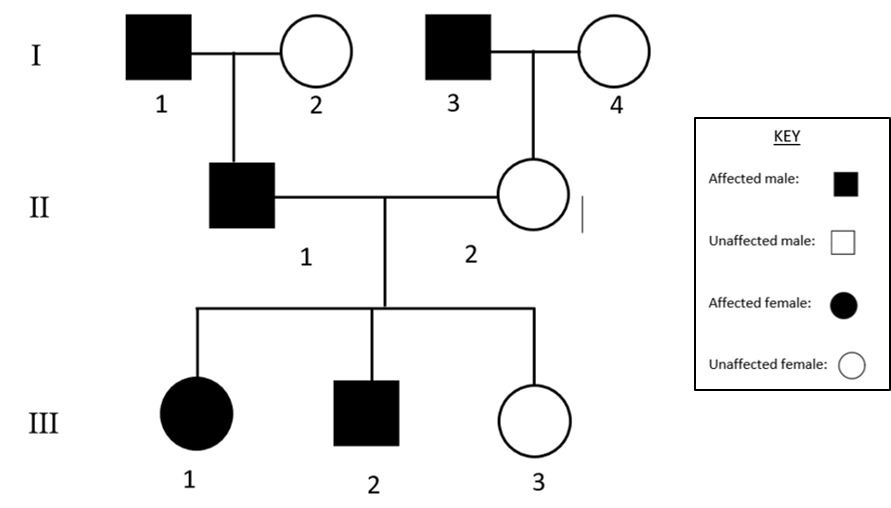 I
1 2 3 4
KEY
Affected male:
II
Unaffected male:
1 2
Affected female:
Unaffected female:
III
1 2 3